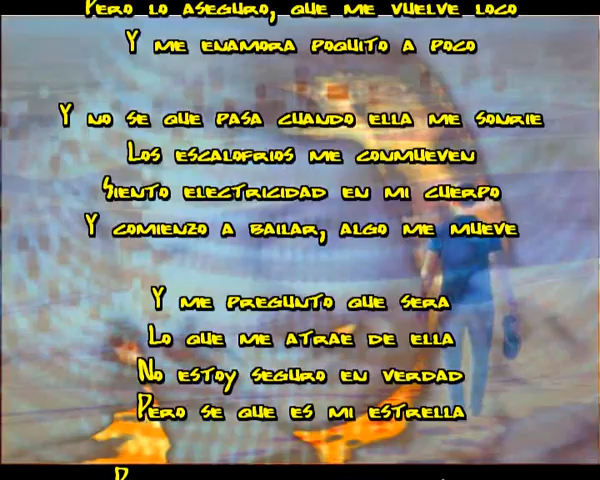 Pero lo aseguro, que me vuelve loco
Y me enamora poquito a poco
Y no se que pasa cuando ella me sonrie
Los escalofrios me conmueven
Siento electricidad en mi cuerpo
Y comienzo a bailar, algo me mueve
Y me pregunto que sera
Lo que me atrae de ella
No estoy seguro en verdad
Pero se que es mi estrella